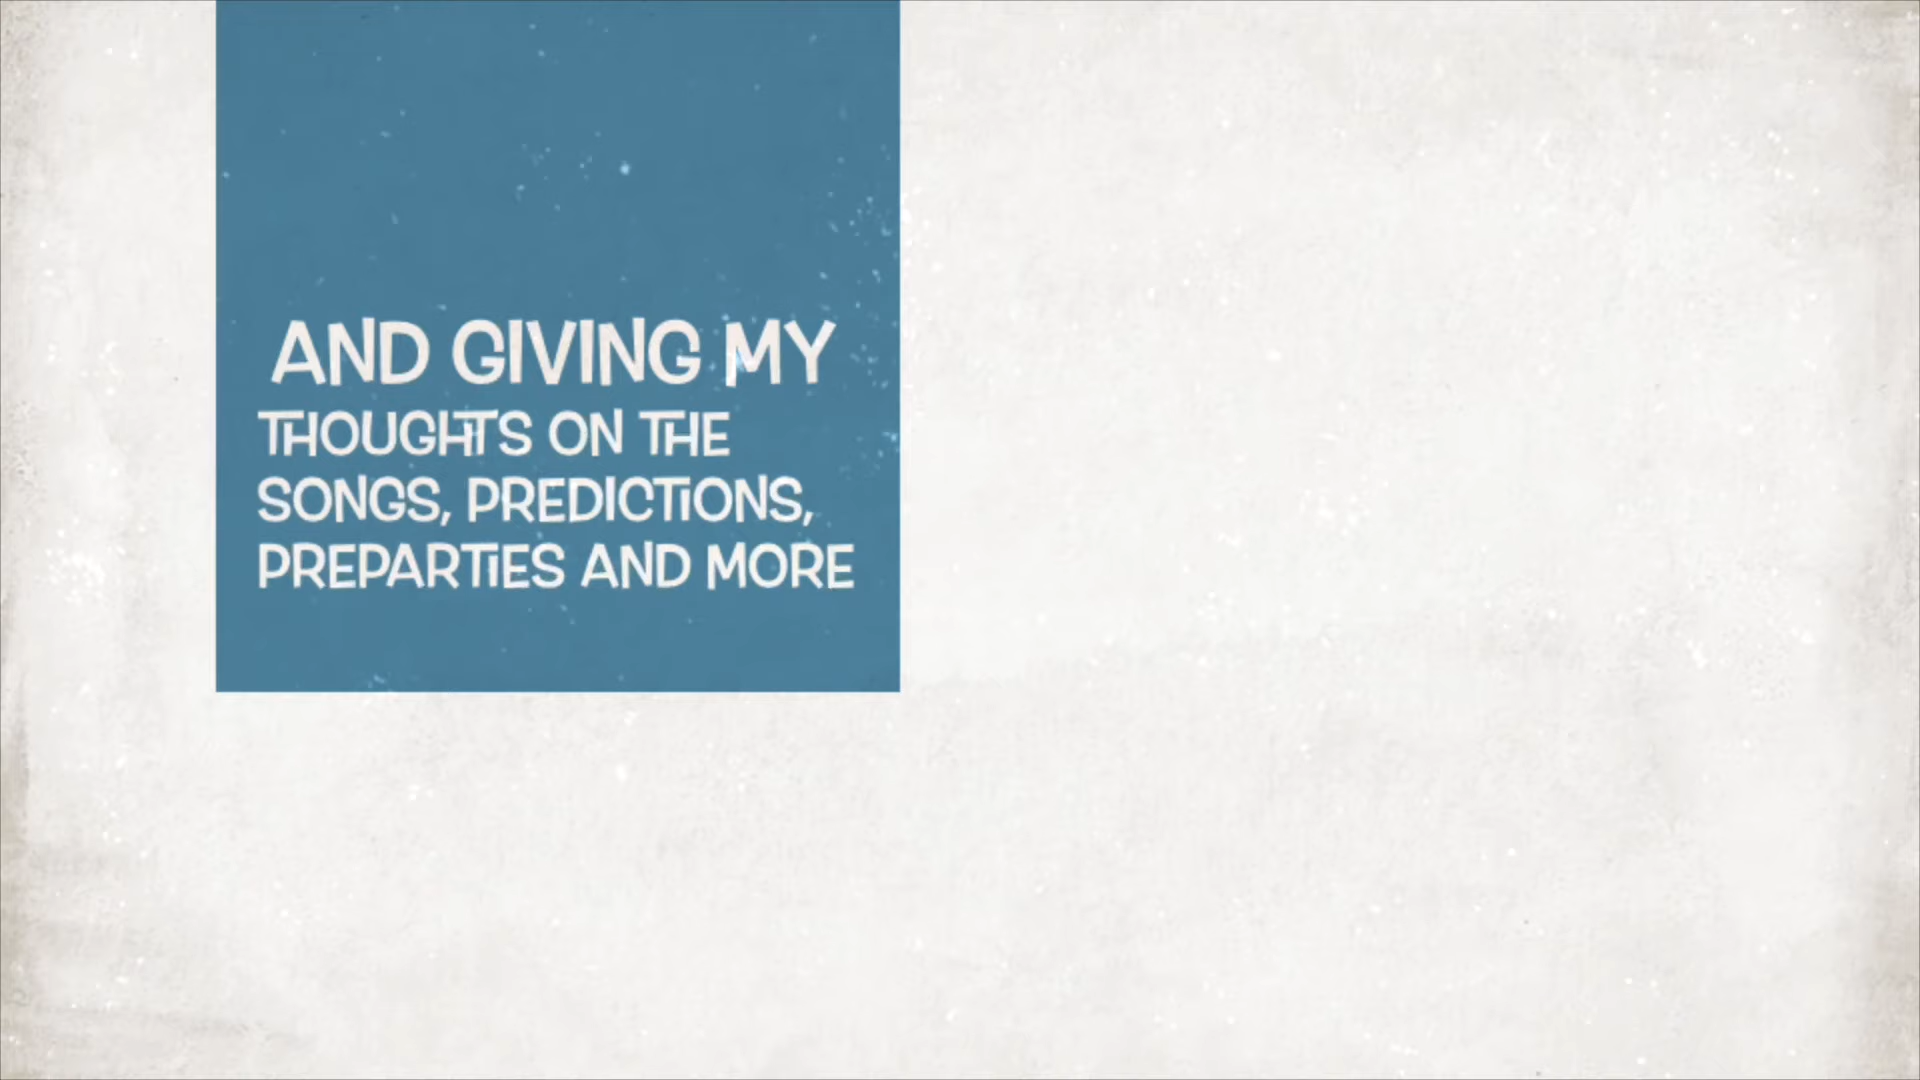 AND GIVING MY
THOUGHTS ON THE
SONGS, PREDICTIONS,
PREPARTIES AND MORE